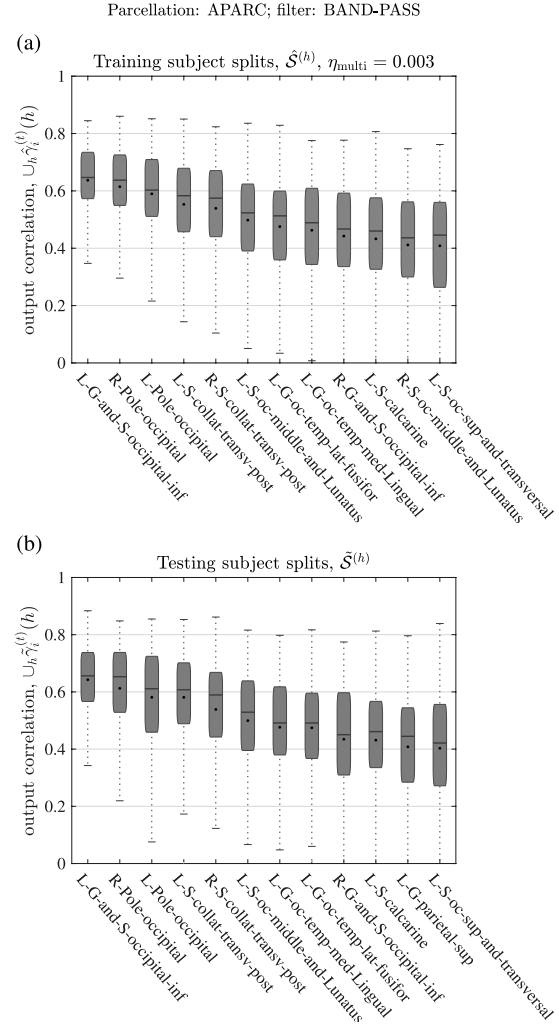 Parcellation: APARC; filter: BAND-PASS
(a)
Training subject splits, Ŝ^(h), η_multi = 0.003
output correlation, ∪_h γ̂_i^(t)(h)
1
0.8
0.6
0.4
0.2
0
L-G-and-S-occipital-inf
R-Pole-occipital
L-Pole-occipital
L-S-collat-transv-post
R-S-collat-transv-post
L-S-oc-middle-and-Lunatus
L-G-oc-temp-lat-fusifor
L-G-oc-temp-med-Lingual
R-G-and-S-occipital-inf
L-S-calcarine
R-S-oc-middle-and-Lunatus
L-S-oc-sup-and-transversal
(b)
Testing subject splits, S̃^(h)
output correlation, ∪_h γ̃_i^(t)(h)
1
0.8
0.6
0.4
0.2
0
L-G-and-S-occipital-inf
R-Pole-occipital
L-Pole-occipital
L-S-collat-transv-post
R-S-collat-transv-post
L-S-oc-middle-and-Lunatus
L-G-oc-temp-med-Lingual
L-G-oc-temp-lat-fusifor
R-G-and-S-occipital-inf
L-S-calcarine
L-G-parietal-sup
L-S-oc-sup-and-transversal